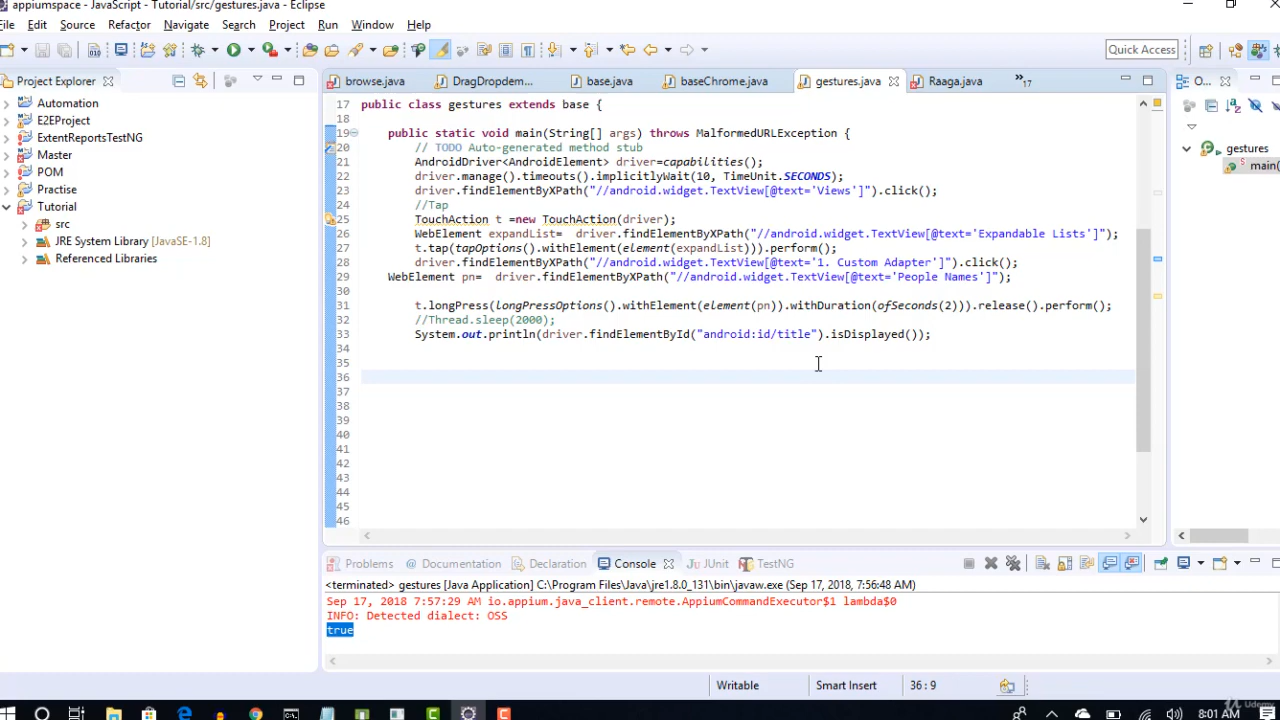 appiumspace - JavaScript - Tutorial/src/gestures.java - Eclipse
File Edit Source Refactor Navigate Search Project Run Window Help
Quick Access
Project Explorer
browse.java DragDropdem... base.java baseChrome.java gestures.java Raaga.java »17 O...
Automation
E2EProject
ExtentReportsTestNG
Master
POM
Practise
Tutorial
src
JRE System Library [JavaSE-1.8]
Referenced Libraries
17 public class gestures extends base {
18
19 public static void main(String[] args) throws MalformedURLException {
20 // TODO Auto-generated method stub
21 AndroidDriver<AndroidElement> driver=capabilities();
22 driver.manage().timeouts().implicitlyWait(10, TimeUnit.SECONDS);
23 driver.findElementByXPath("//android.widget.TextView[@text='Views']").click();
24 //Tap
25 TouchAction t =new TouchAction(driver);
26 WebElement expandList= driver.findElementByXPath("//android.widget.TextView[@text='Expandable Lists']");
27 t.tap(tapOptions().withElement(element(expandList))).perform();
28 driver.findElementByXPath("//android.widget.TextView[@text='1. Custom Adapter']").click();
29 WebElement pn= driver.findElementByXPath("//android.widget.TextView[@text='People Names']");
30
31 t.longPress(longPressOptions().withElement(element(pn)).withDuration(ofSeconds(2))).release().perform();
32 //Thread.sleep(2000);
33 System.out.println(driver.findElementById("android:id/title").isDisplayed());
34
35
36
37
38
39
40
41
42
43
44
45
46
gestures
main(
Problems Documentation Declaration Console JUnit TestNG
<terminated> gestures [Java Application] C:\Program Files\Java\jre1.8.0_131\bin\javaw.exe (Sep 17, 2018, 7:56:48 AM)
Sep 17, 2018 7:57:29 AM io.appium.java_client.remote.AppiumCommandExecutor$1 lambda$0
INFO: Detected dialect: OSS
true
Writable Smart Insert 36 : 9
8:01 AM
Udemy